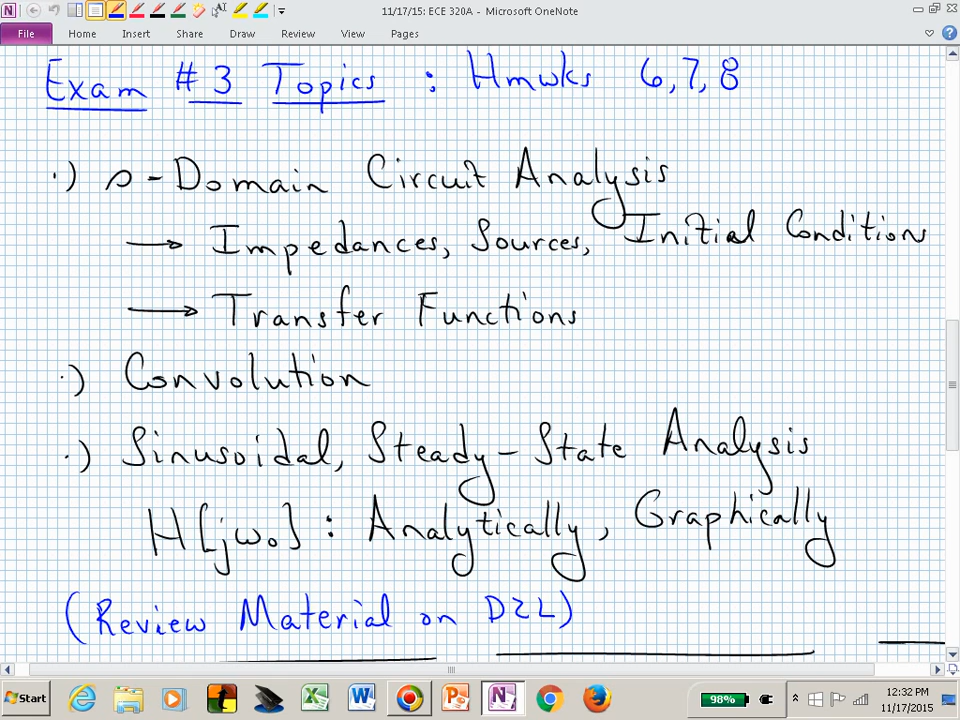 11/17/15: ECE 320A - Microsoft OneNote
File Home Insert Share Draw Review View Pages
Exam #3 Topics : Hmwks 6,7,8
·) s-Domain Circuit Analysis
→ Impedances, Sources, Initial Conditions
→ Transfer Functions
·) Convolution
·) Sinusoidal, Steady-State Analysis
H[jω₀] : Analytically, Graphically
(Review Material on D2L)
Start
98%
12:32 PM
11/17/2015